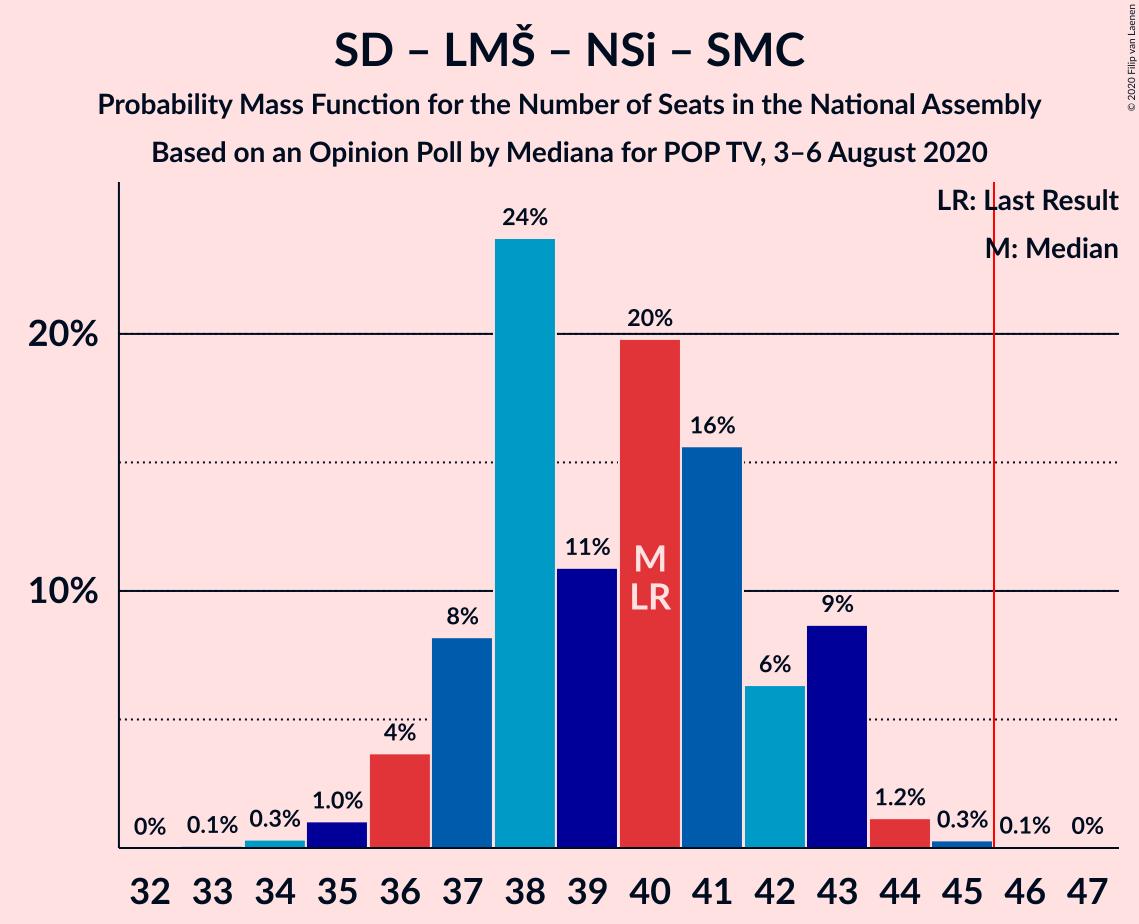 SD – LMŠ – NSi – SMC
Probability Mass Function for the Number of Seats in the National Assembly
Based on an Opinion Poll by Mediana for POP TV, 3–6 August 2020
© 2020 Filip van Laenen
LR: Last Result
M: Median
24%
20%
20%
16%
11%
M
LR
10%
9%
8%
6%
4%
1.2%
1.0%
0.3%
0.3%
0%
0.1%
0.1%
0%
32 33 34 35 36 37 38 39 40 41 42 43 44 45 46 47